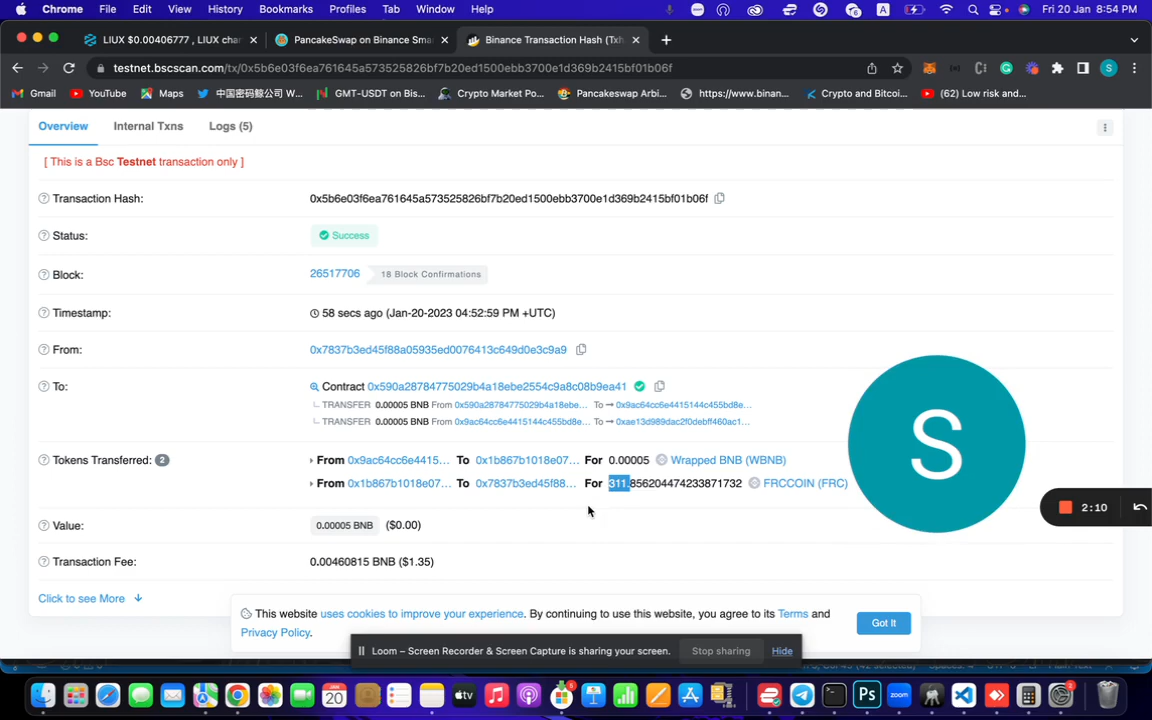 Chrome File Edit View History Bookmarks Profiles Tab Window Help A Fri 20 Jan 8:54 PM
LIUX $0.00406777 , LIUX char PancakeSwap on Binance Sma Binance Transaction Hash (Txh
testnet.bscscan.com/tx/0x5b6e03f6ea761645a573525826bf7b20ed1500ebb3700e1d369b2415bf01b06f S
Gmail YouTube Maps 中国密码鲸公司 W... GMT-USDT on Bis... Crypto Market Po... Pancakeswap Arbi... https://www.binan... Crypto and Bitcoi... (62) Low risk and...
Overview Internal Txns Logs (5)
[ This is a Bsc Testnet transaction only ]
Transaction Hash: 0x5b6e03f6ea761645a573525826bf7b20ed1500ebb3700e1d369b2415bf01b06f
Status: Success
Block: 26517706 18 Block Confirmations
Timestamp: 58 secs ago (Jan-20-2023 04:52:59 PM +UTC)
From: 0x7837b3ed45f88a05935ed0076413c649d0e3c9a9
To: Contract 0x590a28784775029b4a18ebe2554c9a8c08b9ea41
TRANSFER 0.00005 BNB From 0x590a28784775029b4a18ebe... To → 0x9ac64cc6e4415144c455bd8e...
TRANSFER 0.00005 BNB From 0x9ac64cc6e4415144c455bd8e... To → 0xae13d989dac2f0debff460ac1...
S
Tokens Transferred: 2 From 0x9ac64cc6e4415... To 0x1b867b1018e07... For 0.00005 Wrapped BNB (WBNB)
From 0x1b867b1018e07... To 0x7837b3ed45f88... For 311.856204474233871732 FRCCOIN (FRC)
2:10
Value: 0.00005 BNB ($0.00)
Transaction Fee: 0.00460815 BNB ($1.35)
Click to see More
This website uses cookies to improve your experience. By continuing to use this website, you agree to its Terms and
Privacy Policy.
Got It
Loom – Screen Recorder & Screen Capture is sharing your screen. Stop sharing Hide
20 tv Ps zoom